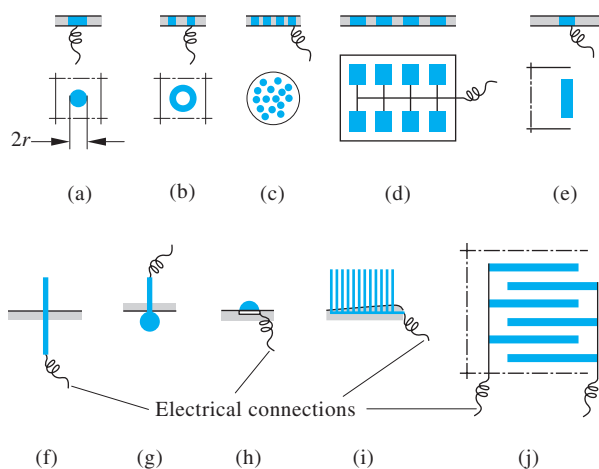 2r
(a)
(b)
(c)
(d)
(e)
Electrical connections
(f)
(g)
(h)
(i)
(j)